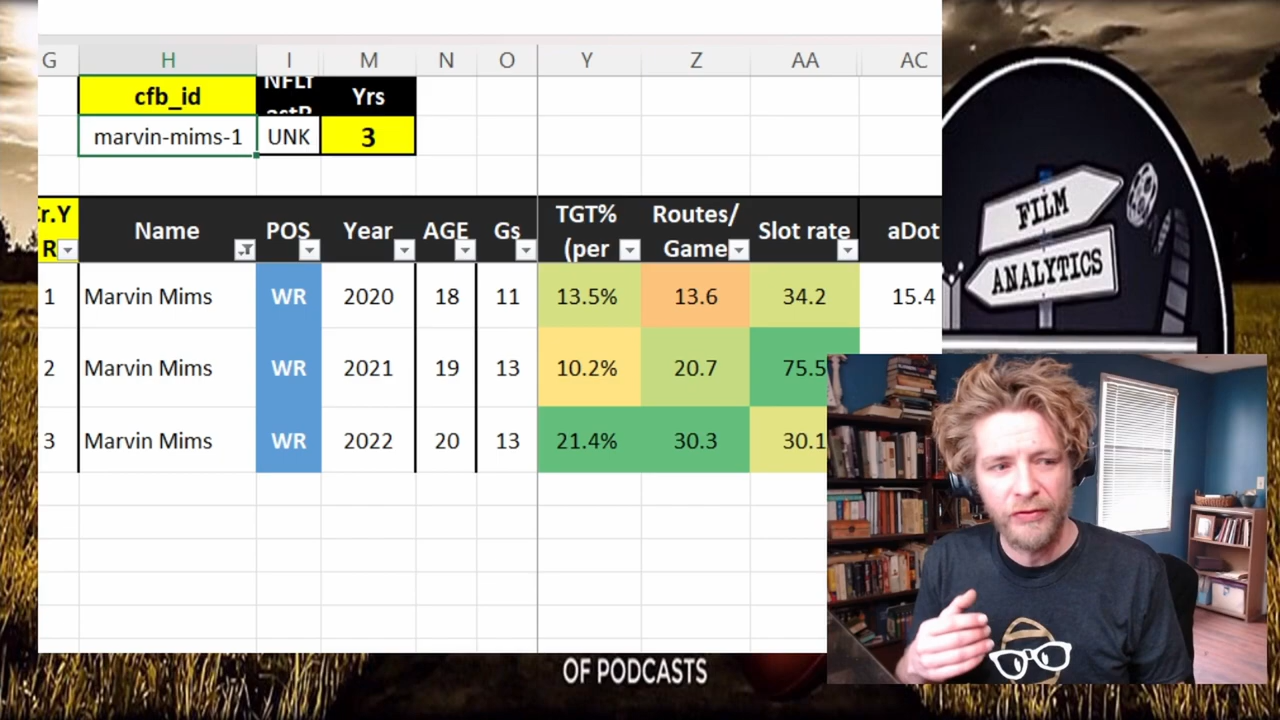 G H I M N O Y Z AA AC
cfb_id NFLf Yrs
marvin-mims-1 UNK 3
TGT% Routes/
Name POS Year AGE Gs Slot rate aDot
(per Game
1 Marvin Mims WR 2020 18 11 13.5% 13.6 34.2 15.4
2 Marvin Mims WR 2021 19 13 10.2% 20.7 75.5
3 Marvin Mims WR 2022 20 13 21.4% 30.3 30.1
FILM
ANALYTICS
OF PODCASTS